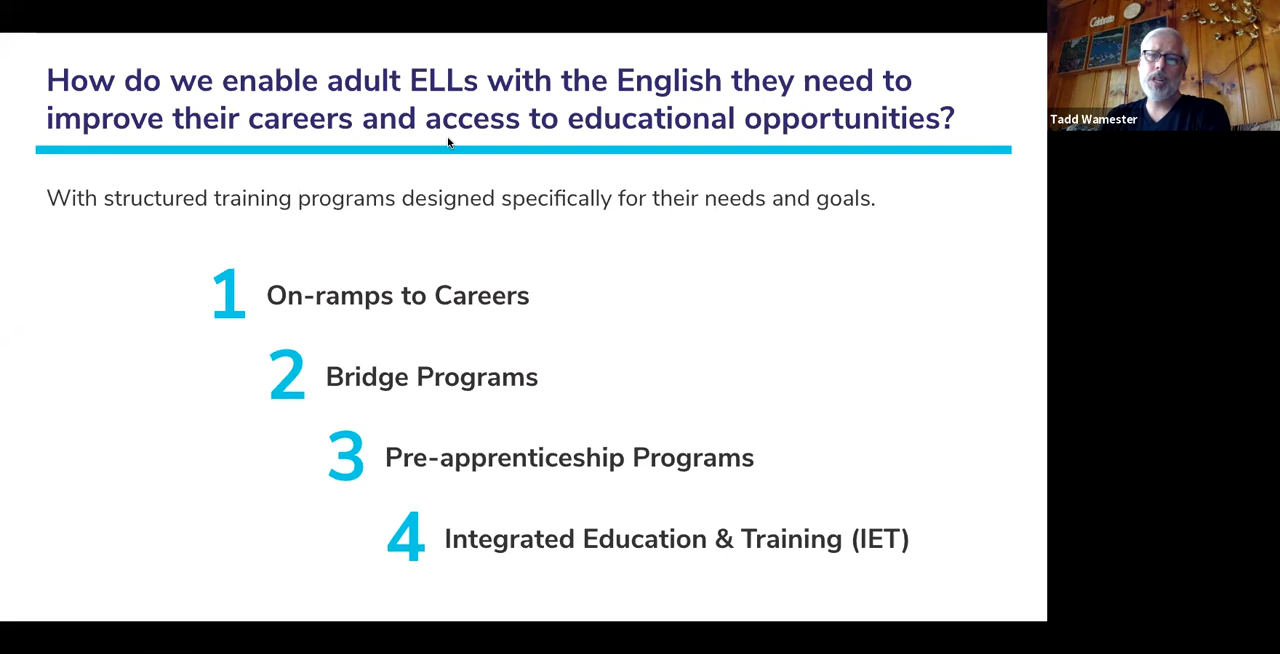 How do we enable adult ELLs with the English they need to
improve their careers and access to educational opportunities?
With structured training programs designed specifically for their needs and goals.
1 On-ramps to Careers
2 Bridge Programs
3 Pre-apprenticeship Programs
4 Integrated Education & Training (IET)
Celebrate
Tadd Wamester